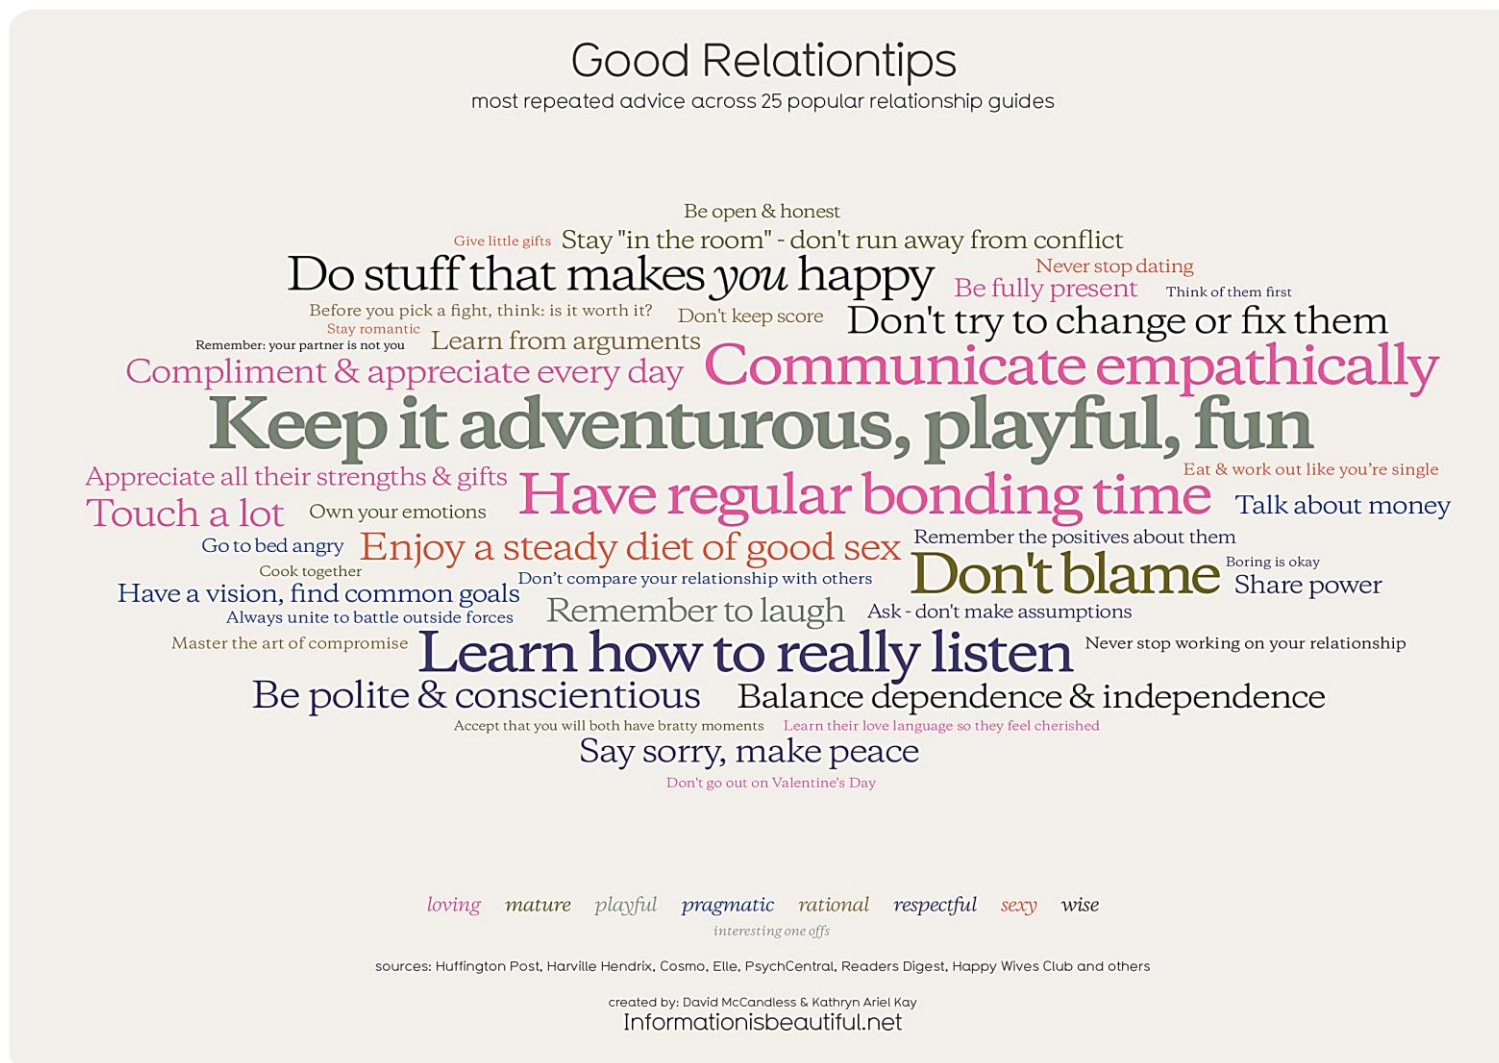 Good Relationtips
most repeated advice across 25 popular relationship guides
Be open & honest
Give little gifts Stay "in the room" - don't run away from conflict
Do stuff that makes you happy Never stop dating
Be fully present Think of them first
Before you pick a fight, think: is it worth it? Don't keep score Don't try to change or fix them
Stay romantic
Remember: your partner is not you Learn from arguments
Compliment & appreciate every day Communicate empathically
Keep it adventurous, playful, fun
Appreciate all their strengths & gifts Have regular bonding time Eat & work out like you're single
Touch a lot Own your emotions Talk about money
Go to bed angry Enjoy a steady diet of good sex Remember the positives about them
Cook together Don't compare your relationship with others Don't blame Boring is okay
Have a vision, find common goals Share power
Always unite to battle outside forces Remember to laugh Ask - don't make assumptions
Master the art of compromise Learn how to really listen Never stop working on your relationship
Be polite & conscientious Balance dependence & independence
Accept that you will both have bratty moments Learn their love language so they feel cherished
Say sorry, make peace
Don't go out on Valentine's Day
loving mature playful pragmatic rational respectful sexy wise
interesting one offs
sources: Huffington Post, Harville Hendrix, Cosmo, Elle, PsychCentral, Readers Digest, Happy Wives Club and others
created by: David McCandless & Kathryn Ariel Kay
Informationisbeautiful.net